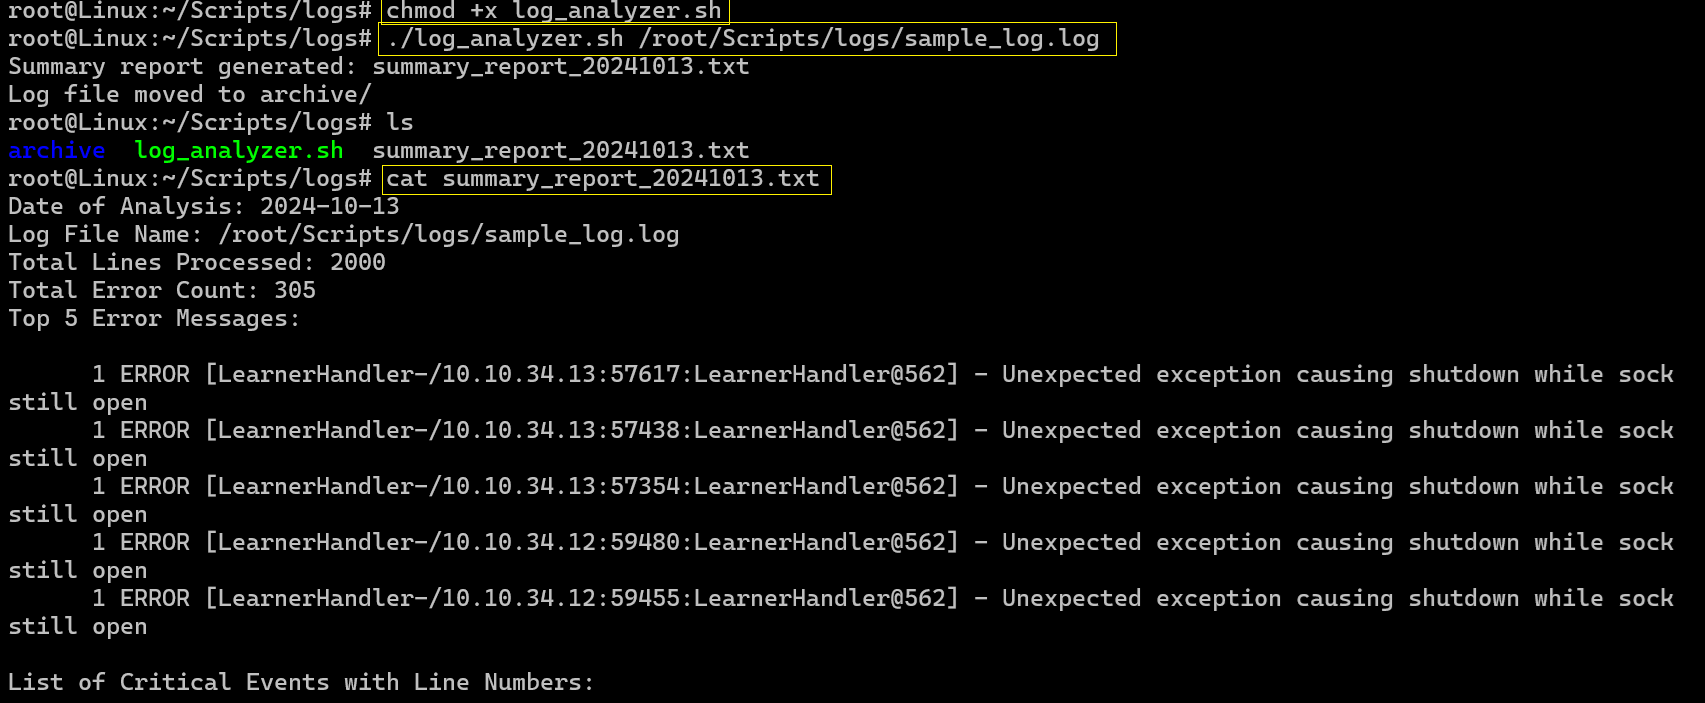 root@Linux:~/Scripts/logs# chmod +x log_analyzer.sh
root@Linux:~/Scripts/logs# ./log_analyzer.sh /root/Scripts/logs/sample_log.log
Summary report generated: summary_report_20241013.txt
Log file moved to archive/
root@Linux:~/Scripts/logs# ls
archive  log_analyzer.sh  summary_report_20241013.txt
root@Linux:~/Scripts/logs# cat summary_report_20241013.txt
Date of Analysis: 2024-10-13
Log File Name: /root/Scripts/logs/sample_log.log
Total Lines Processed: 2000
Total Error Count: 305
Top 5 Error Messages:
      1 ERROR [LearnerHandler-/10.10.34.13:57617:LearnerHandler@562] - Unexpected exception causing shutdown while sock
still open
      1 ERROR [LearnerHandler-/10.10.34.13:57438:LearnerHandler@562] - Unexpected exception causing shutdown while sock
still open
      1 ERROR [LearnerHandler-/10.10.34.13:57354:LearnerHandler@562] - Unexpected exception causing shutdown while sock
still open
      1 ERROR [LearnerHandler-/10.10.34.12:59480:LearnerHandler@562] - Unexpected exception causing shutdown while sock
still open
      1 ERROR [LearnerHandler-/10.10.34.12:59455:LearnerHandler@562] - Unexpected exception causing shutdown while sock
still open
List of Critical Events with Line Numbers: